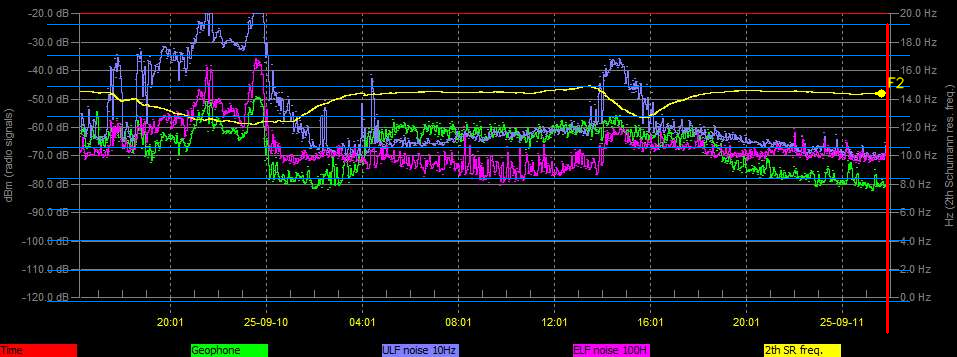 -20.0 dB 20.0 Hz
-30.0 dB 18.0 Hz
-40.0 dB 16.0 Hz
F2
-50.0 dB 14.0 Hz
-60.0 dB 12.0 Hz
-70.0 dB 10.0 Hz
-80.0 dB 8.0 Hz
-90.0 dB 6.0 Hz
-100.0 dB 4.0 Hz
-110.0 dB 2.0 Hz
-120.0 dB 0.0 Hz
dBm (radio signals)
Hz (2th Schumann res. freq.)
20:01 25-09-10 04:01 08:01 12:01 16:01 20:01 25-09-11
Time Geophone ULF noise 10Hz ELF noise 100H 2th SR freq.